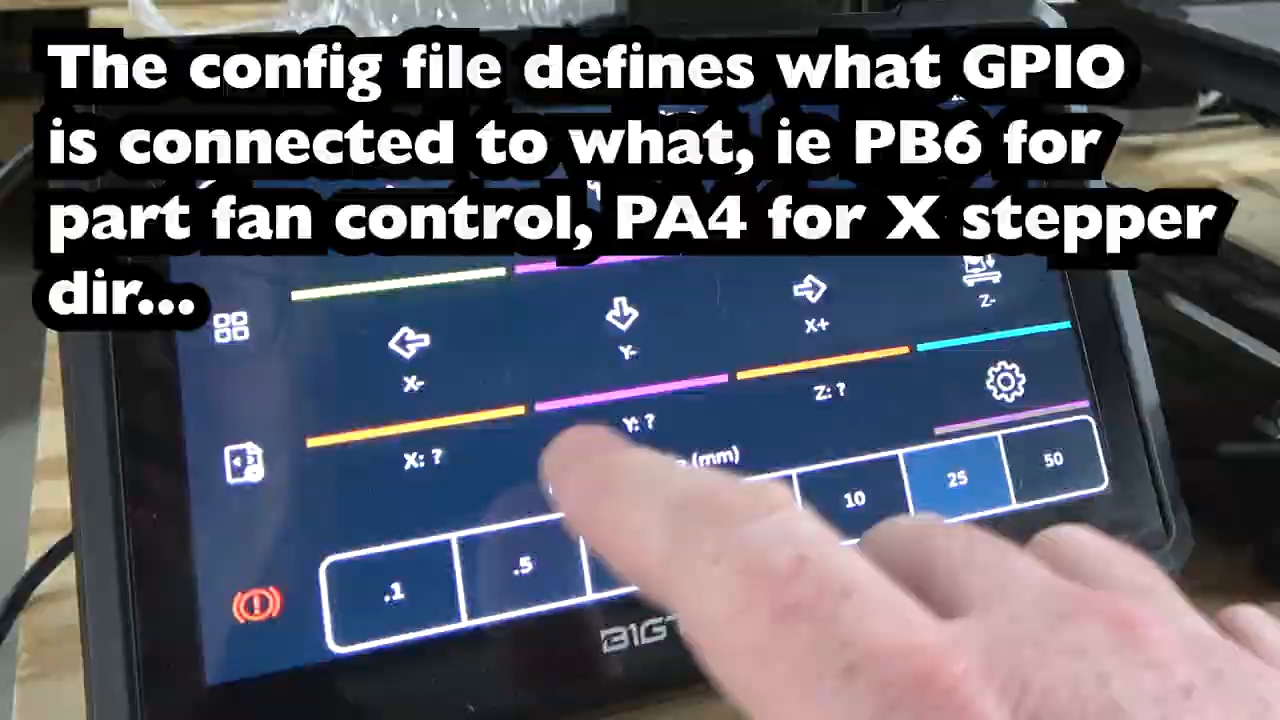 The config file defines what GPIO
is connected to what, ie PB6 for
part fan control, PA4 for X stepper
dir...
X-
Y-
X+
Z-
X: ?
Y: ?
Z: ?
(mm)
.1
.5
10
25
50